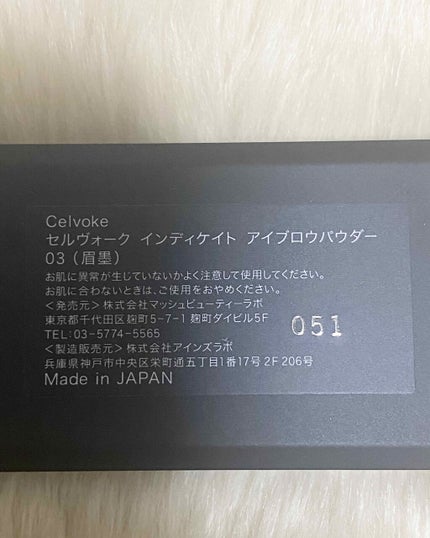 Celvoke
セルヴォーク インディケイト アイブロウパウダー
03 (眉墨)
お肌に異常が生じていないかよく注意して使用してください。
お肌に合わないときは、ご使用をおやめください。
<発売元> 株式会社マッシュビューティーラボ
東京都千代田区麹町5-7-1 麹町ダイビル5F
TEL: 03-5774-5565
051
<製造販売元> 株式会社アインズラボ
兵庫県神戸市中央区栄町通五丁目1番17号 2F 206号
Made in JAPAN